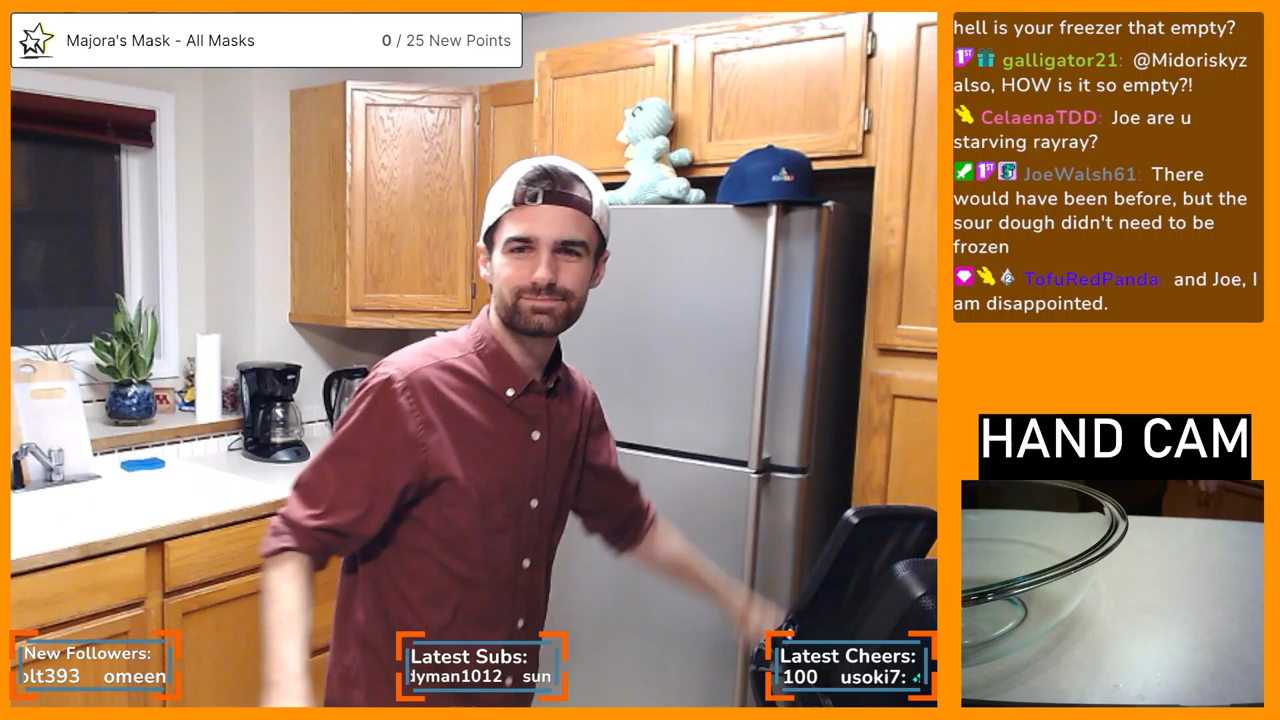 Majora's Mask - All Masks
0 / 25 New Points
hell is your freezer that empty?
galligator21: @Midoriskyz
also, HOW is it so empty?!
CelaenaTDD: Joe are u
starving rayray?
JoeWalsh61: There
would have been before, but the
sour dough didn't need to be
frozen
TofuRedPanda: and Joe, I
am disappointed.
HAND CAM
New Followers:
olt393 omeen
Latest Subs:
dyman1012 sun
Latest Cheers:
100 usoki7: